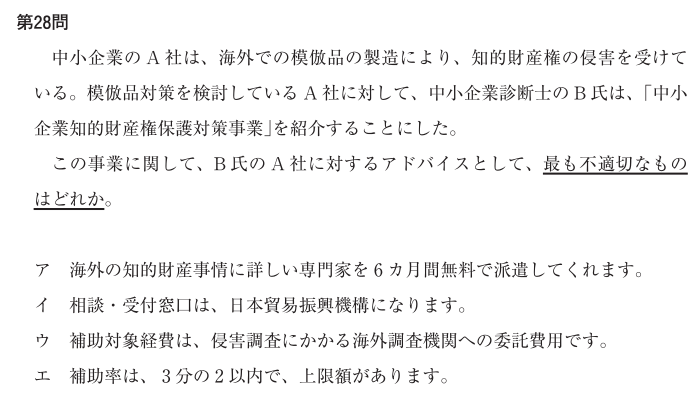 第28問
中小企業のA社は、海外での模倣品の製造により、知的財産権の侵害を受けて
いる。模倣品対策を検討しているA社に対して、中小企業診断士のB氏は、「中小
企業知的財産権保護対策事業」を紹介することにした。
この事業に関して、B氏のA社に対するアドバイスとして、最も不適切なもの
はどれか。
ア 海外の知的財産事情に詳しい専門家を6カ月間無料で派遣してくれます。
イ 相談・受付窓口は、日本貿易振興機構になります。
ウ 補助対象経費は、侵害調査にかかる海外調査機関への委託費用です。
エ 補助率は、3分の2以内で、上限額があります。